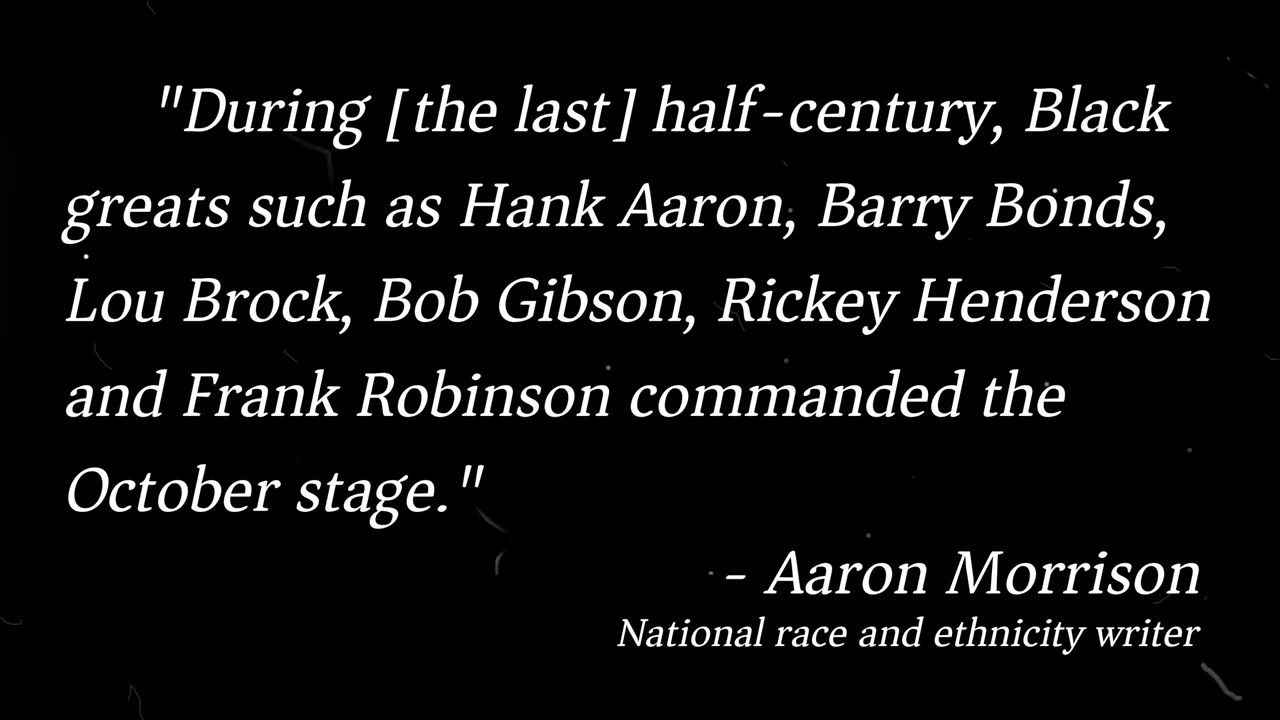 "During [the last] half-century, Black
greats such as Hank Aaron, Barry Bonds,
Lou Brock, Bob Gibson, Rickey Henderson
and Frank Robinson commanded the
October stage."
- Aaron Morrison
National race and ethnicity writer